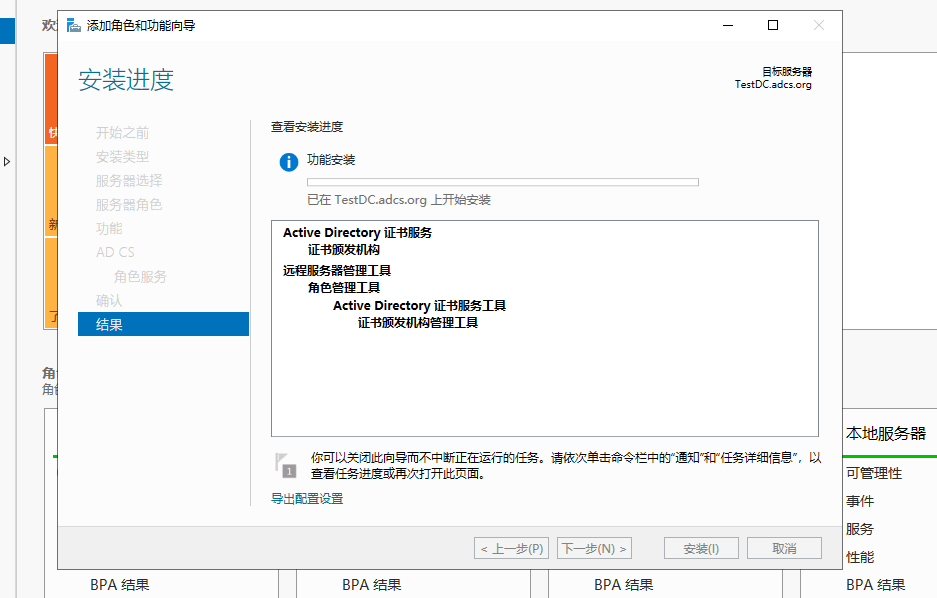 欢
添加角色和功能向导
安装进度
目标服务器
TestDC.adcs.org
快
新
了
开始之前
安装类型
服务器选择
服务器角色
功能
AD CS
角色服务
确认
结果
查看安装进度
功能安装
已在 TestDC.adcs.org 上开始安装
Active Directory 证书服务
证书颁发机构
远程服务器管理工具
角色管理工具
Active Directory 证书服务工具
证书颁发机构管理工具
1
你可以关闭此向导而不中断正在运行的任务。请依次单击命令栏中的“通知”和“任务详细信息”，以
查看任务进度或再次打开此页面。
导出配置设置
< 上一步(P)
下一步(N) >
安装(I)
取消
角
角
本地服务器
可管理性
事件
服务
性能
BPA 结果
BPA 结果
BPA 结果
BPA 结果